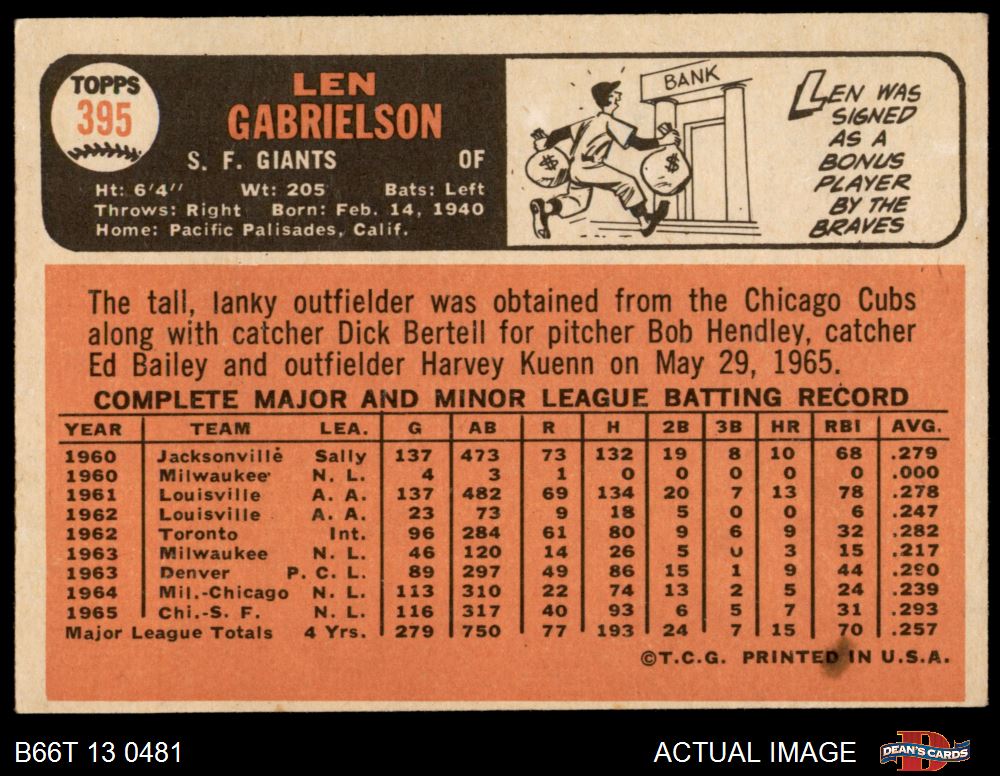 TOPPS
395
LEN
GABRIELSON
S. F. GIANTS OF
Ht: 6'4" Wt: 205 Bats: Left
Throws: Right Born: Feb. 14, 1940
Home: Pacific Palisades, Calif.
BANK
$ $
LEN WAS
SIGNED
AS A
BONUS
PLAYER
BY THE
BRAVES
The tall, lanky outfielder was obtained from the Chicago Cubs
along with catcher Dick Bertell for pitcher Bob Hendley, catcher
Ed Bailey and outfielder Harvey Kuenn on May 29, 1965.
COMPLETE MAJOR AND MINOR LEAGUE BATTING RECORD
YEAR TEAM LEA. G AB R H 2B 3B HR RBI AVG.
1960 Jacksonville Sally 137 473 73 132 19 8 10 68 .279
1960 Milwaukee N. L. 4 3 1 0 0 0 0 0 .000
1961 Louisville A. A. 137 482 69 134 20 7 13 78 .278
1962 Louisville A. A. 23 73 9 18 5 0 0 6 .247
1962 Toronto Int. 96 284 61 80 9 6 9 32 .282
1963 Milwaukee N. L. 46 120 14 26 5 0 3 15 .217
1963 Denver P. C. L. 89 297 49 86 15 1 9 44 .290
1964 Mil.-Chicago N. L. 113 310 22 74 13 2 5 24 .239
1965 Chi.-S. F. N. L. 116 317 40 93 6 5 7 31 .293
Major League Totals 4 Yrs. 279 750 77 193 24 7 15 70 .257
©T.C.G. PRINTED IN U.S.A.
B66T 13 0481 ACTUAL IMAGE DEAN'S CARDS